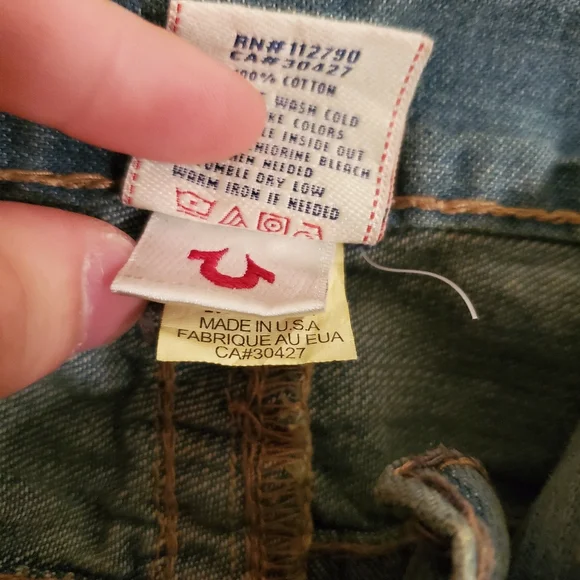 RN#112790
CA#30427
100% COTTON
WASH COLD
COLORS
INSIDE OUT
CHLORINE BLEACH
NEEDED
TUMBLE DRY LOW
WARM IRON IF NEEDED
MADE IN U.S.A
FABRIQUE AU EUA
CA#30427